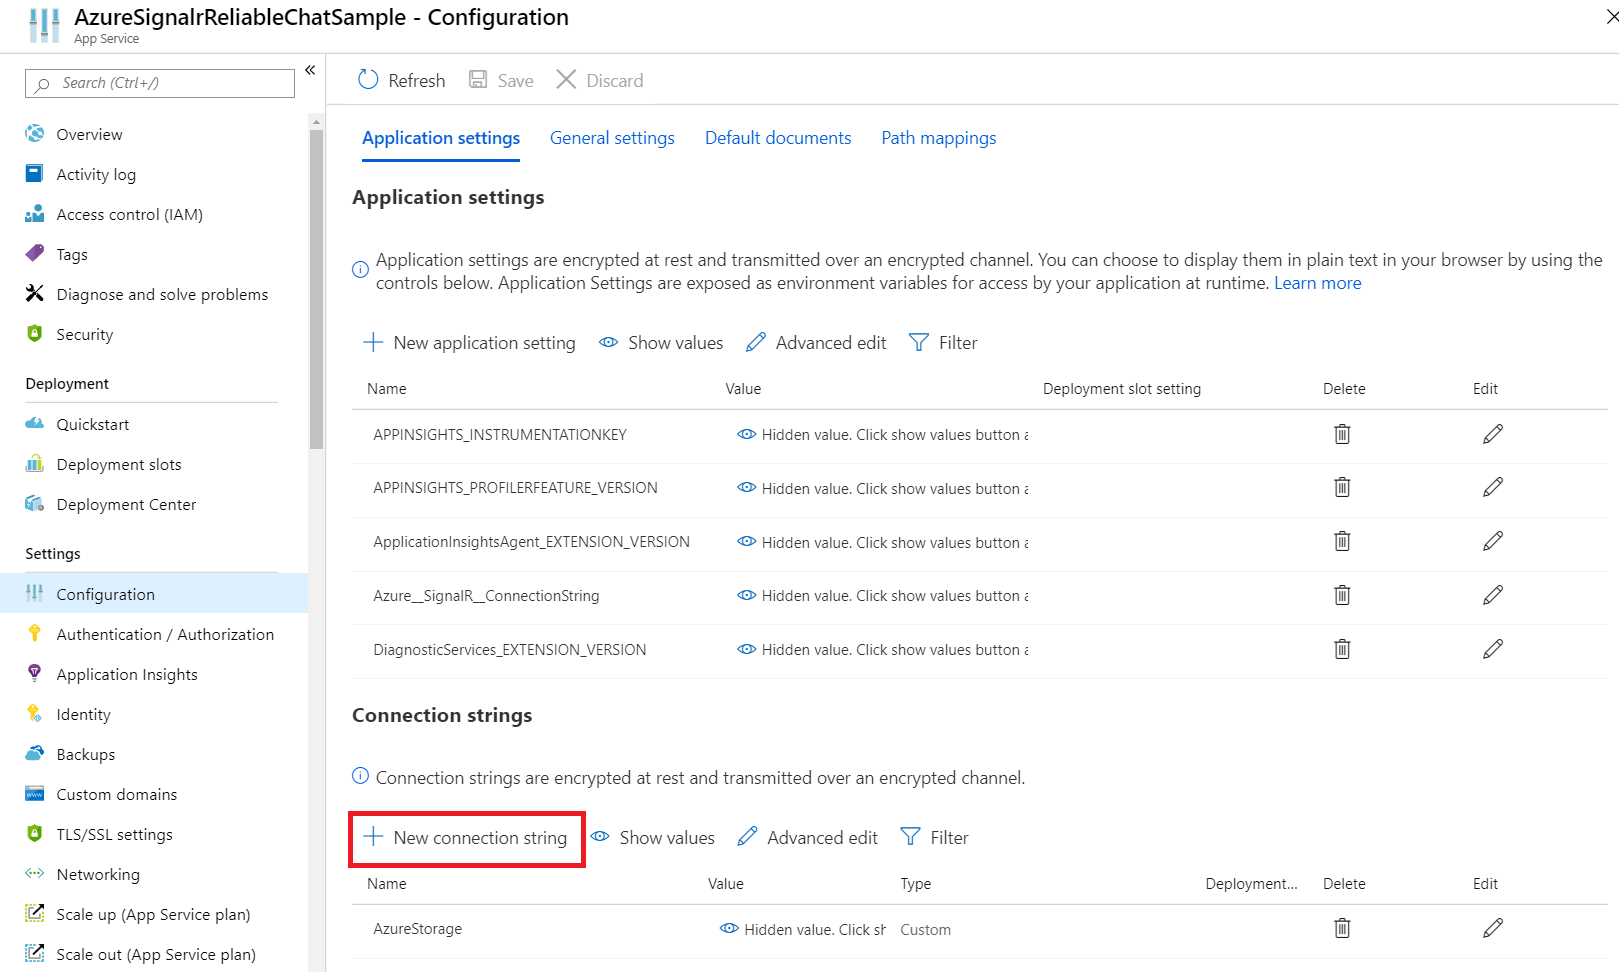 AzureSignalrReliableChatSample - Configuration
App Service
Search (Ctrl+/)
«
Overview
Activity log
Access control (IAM)
Tags
Diagnose and solve problems
Security
Deployment
Quickstart
Deployment slots
Deployment Center
Settings
Configuration
Authentication / Authorization
Application Insights
Identity
Backups
Custom domains
TLS/SSL settings
Networking
Scale up (App Service plan)
Scale out (App Service plan)
Refresh Save Discard
Application settings General settings Default documents Path mappings
Application settings
Application settings are encrypted at rest and transmitted over an encrypted channel. You can choose to display them in plain text in your browser by using the
controls below. Application Settings are exposed as environment variables for access by your application at runtime. Learn more
New application setting Show values Advanced edit Filter
Name Value Deployment slot setting Delete Edit
APPINSIGHTS_INSTRUMENTATIONKEY Hidden value. Click show values button a
APPINSIGHTS_PROFILERFEATURE_VERSION Hidden value. Click show values button a
ApplicationInsightsAgent_EXTENSION_VERSION Hidden value. Click show values button a
Azure__SignalR__ConnectionString Hidden value. Click show values button a
DiagnosticServices_EXTENSION_VERSION Hidden value. Click show values button a
Connection strings
Connection strings are encrypted at rest and transmitted over an encrypted channel.
New connection string Show values Advanced edit Filter
Name Value Type Deployment... Delete Edit
AzureStorage Hidden value. Click sh Custom